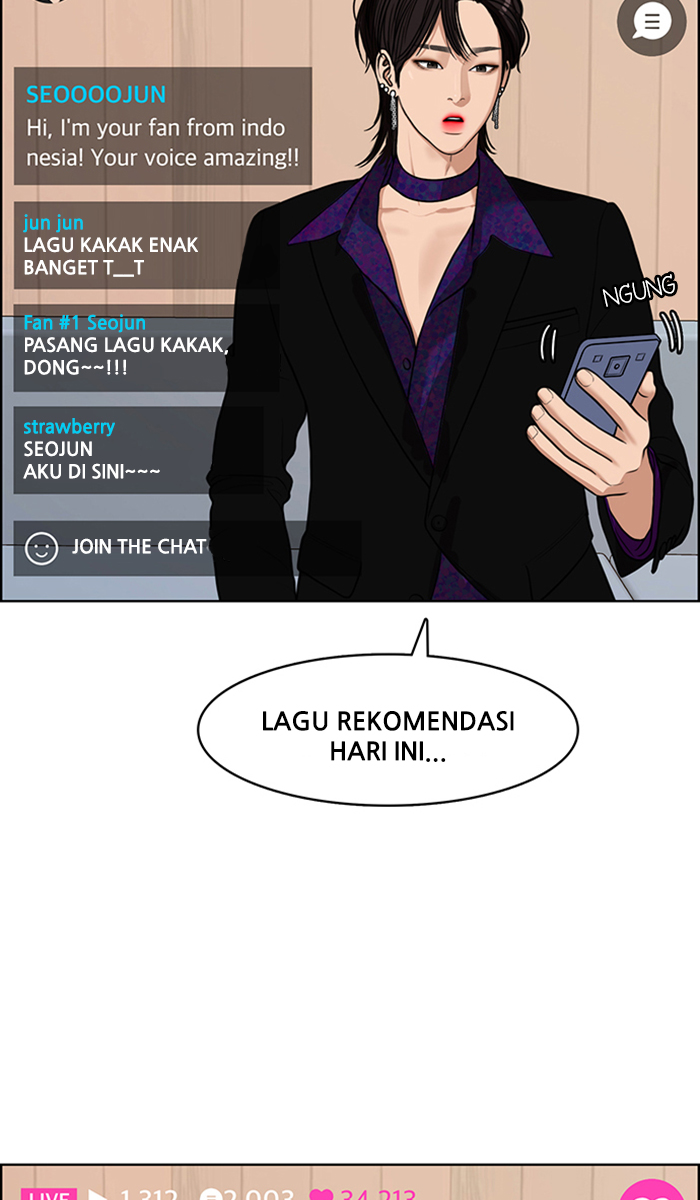 SEOOOOJUN
Hi, I'm your fan from indo
nesia! Your voice amazing!!
jun jun
LAGU KAKAK ENAK
BANGET T__T
Fan #1 Seojun
PASANG LAGU KAKAK,
DONG~~!!!
strawberry
SEOJUN
AKU DI SINI~~~
JOIN THE CHAT
NGUNG
LAGU REKOMENDASI
HARI INI...
LIVE 1,312 2,003 34,213